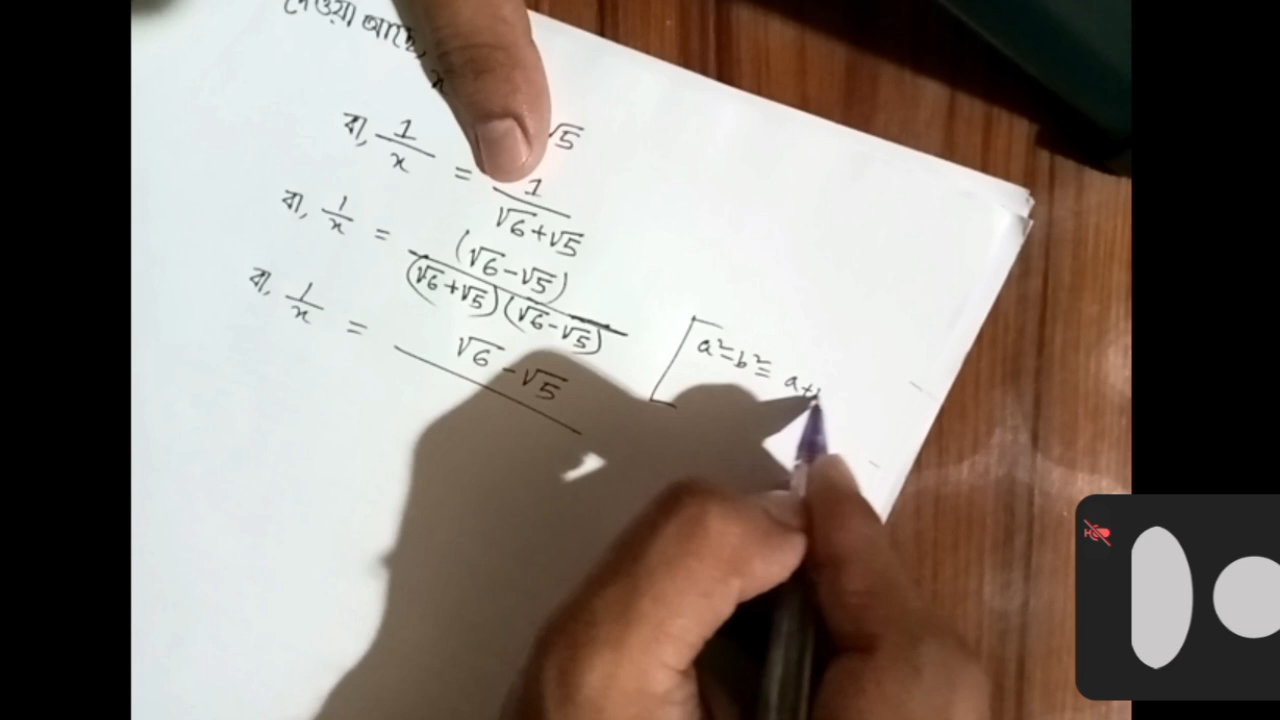 দেওয়া আছে,
x
√5
বা, 1/x = 1/(√6+√5)
বা, 1/x = (√6-√5)/(√6+√5)(√6-√5)
বা, 1/x = √6-√5
[a²-b² = a+